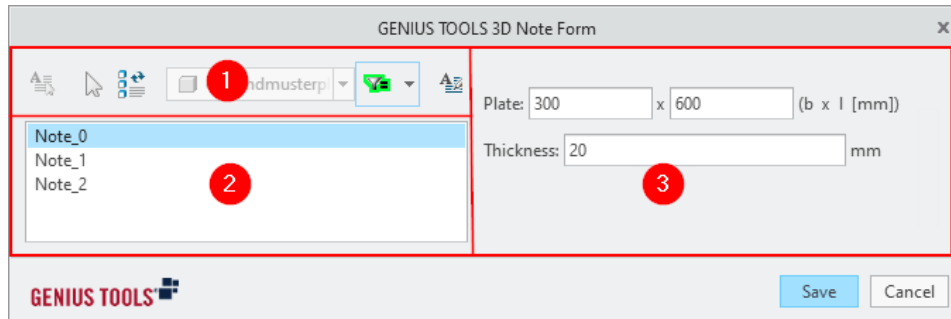 GENIUS TOOLS 3D Note Form
1
Note_0
Note_1
Note_2
2
Plate: 300 x 600 (b x l [mm])
Thickness: 20 mm
3
GENIUS TOOLS
Save Cancel